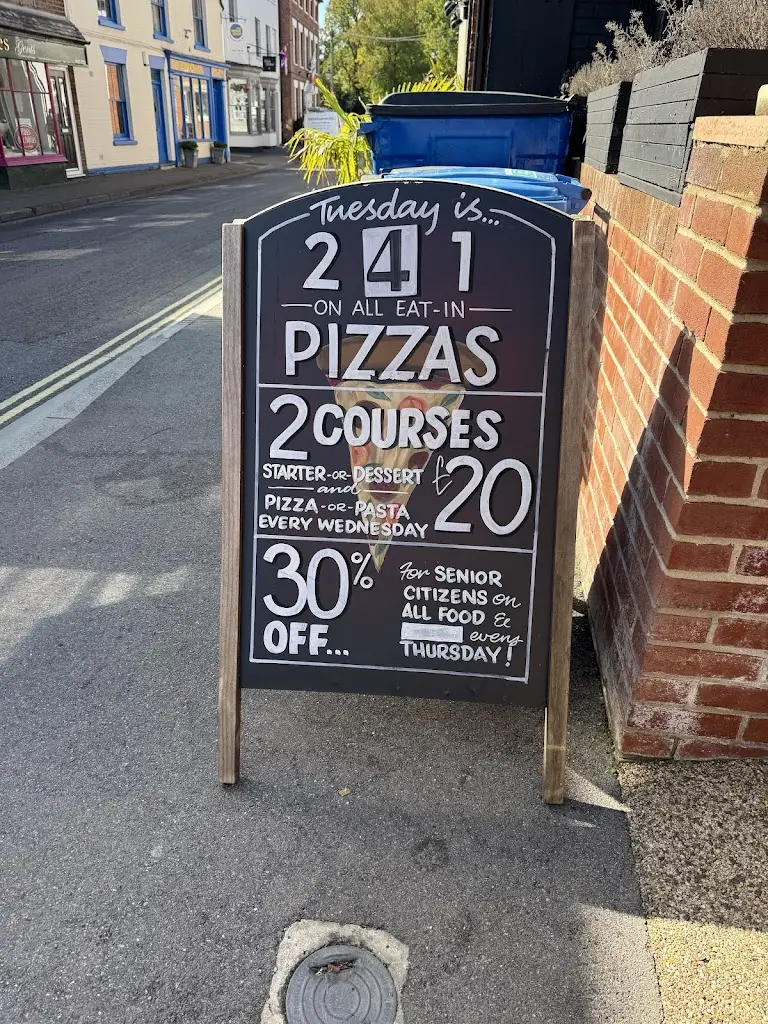 Tuesday is...
2 4 1
ON ALL EAT-IN
PIZZAS
2 COURSES
STARTER -OR- DESSERT
and
PIZZA -OR- PASTA
EVERY WEDNESDAY
£20
30%
OFF...
For SENIOR
CITIZENS on
ALL FOOD &
every
THURSDAY!
Gents